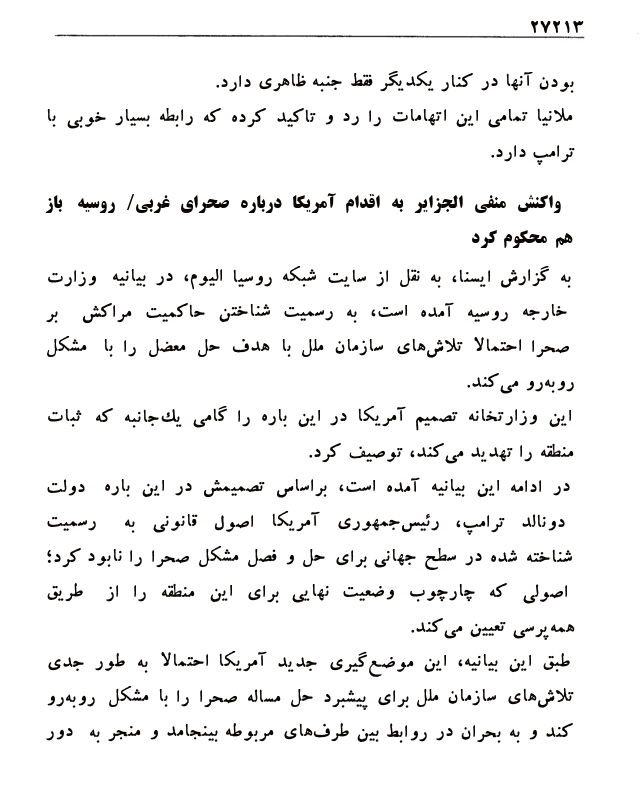 ۲۷۲۱۳
بودن آنها در کنار یکدیگر فقط جنبه ظاهری دارد.
ملانیا تمامی این اتهامات را رد و تاکید کرده که رابطه بسیار خوبی با
ترامپ دارد.
واکنش منفی الجزایر به اقدام آمریکا درباره صحرای غربی/ روسیه باز
هم محکوم کرد
به گزارش ایسنا، به نقل از سایت شبکه روسیا الیوم، در بیانیه وزارت
خارجه روسیه آمده است، به رسمیت شناختن حاکمیت مراکش بر
صحرا احتمالا تلاش‌های سازمان ملل با هدف حل معضل را با مشکل
روبه‌رو می‌کند.
این وزارتخانه تصمیم آمریکا در این باره را گامی یك‌جانبه که ثبات
منطقه را تهدید می‌کند، توصیف کرد.
در ادامه این بیانیه آمده است، براساس تصمیمش در این باره دولت
دونالد ترامپ، رئیس‌جمهوری آمریکا اصول قانونی به رسمیت
شناخته شده در سطح جهانی برای حل و فصل مشکل صحرا را نابود کرد؛
اصولی که چارچوب وضعیت نهایی برای این منطقه را از طریق
همه‌پرسی تعیین می‌کند.
طبق این بیانیه، این موضع‌گیری جدید آمریکا احتمالا به طور جدی
تلاش‌های سازمان ملل برای پیشبرد حل مساله صحرا را با مشکل روبه‌رو
کند و به بحران در روابط بین طرف‌های مربوطه بینجامد و منجر به دور